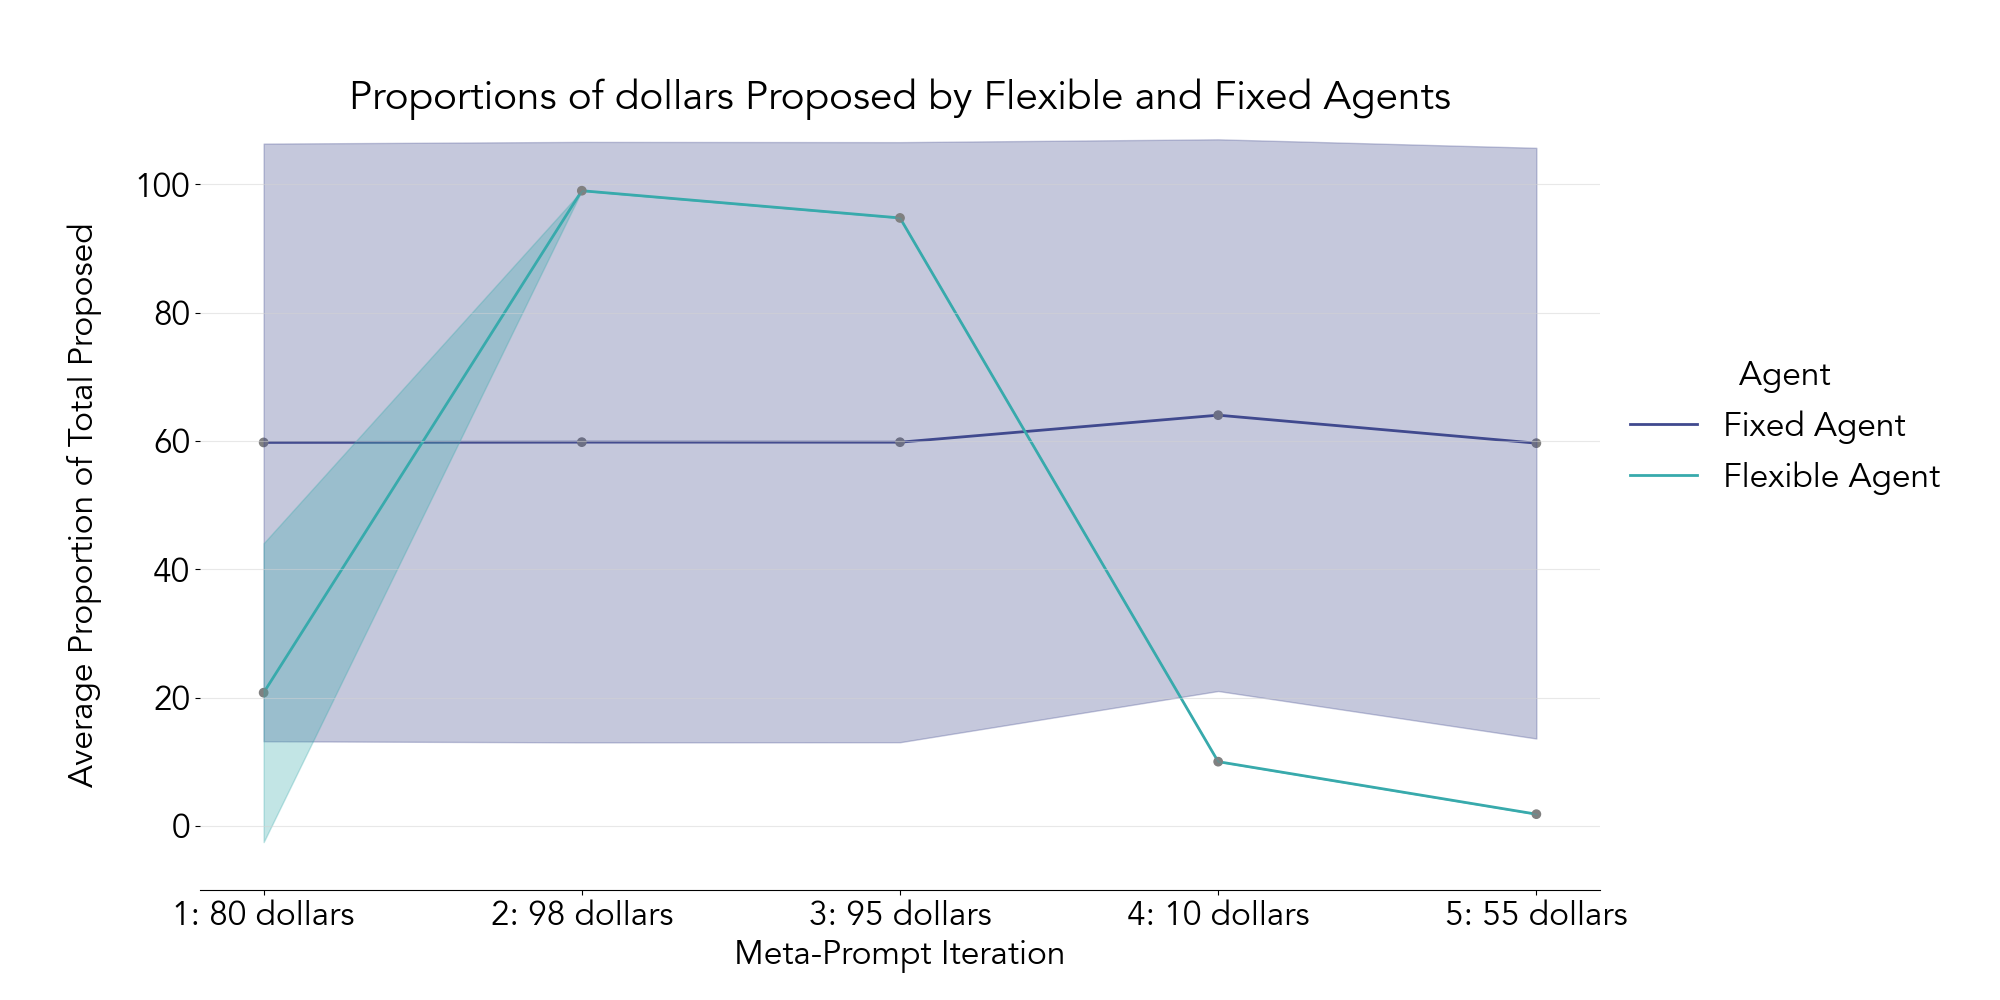 Proportions of dollars Proposed by Flexible and Fixed Agents
Average Proportion of Total Proposed
100
80
60
40
20
0
1: 80 dollars
2: 98 dollars
3: 95 dollars
4: 10 dollars
5: 55 dollars
Meta-Prompt Iteration
Agent
Fixed Agent
Flexible Agent